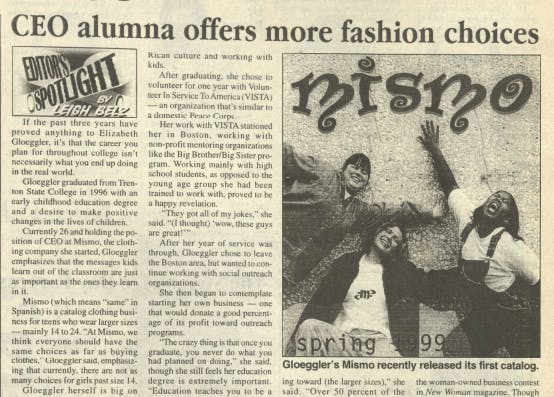 CEO alumna offers more fashion choices
EDITOR'S
SPOTLIGHT
BY
LEIGH BELZ
If the past three years have
proved anything to Elizabeth
Gloeggler, it's that the career you
plan for throughout college isn't
necessarily what you end up doing
in the real world.
Gloeggler graduated from Tren-
ton State College in 1996 with an
early childhood education degree
and a desire to make positive
changes in the lives of children.
Currently 26 and holding the po-
sition of CEO at Mismo, the cloth-
ing company she started, Gloeggler
emphasizes that the messages kids
learn out of the classroom are just
as important as the ones they learn
in it.
Mismo (which means "same" in
Spanish) is a catalog clothing busi-
ness for teens who wear larger sizes
— mainly 14 to 24. "At Mismo, we
think everyone should have the
same choices as far as buying
clothes," Gloeggler said, emphasiz-
ing that currently, there are not as
many choices for girls past size 14.
Gloeggler herself is big on
Rican culture and working with
kids.
After graduating, she chose to
volunteer for one year with Volun-
teer In Service To America (VISTA)
— an organization that's similar to
a domestic Peace Corps.
Her work with VISTA stationed
her in Boston, working with
non-profit mentoring organizations
like the Big Brother/Big Sister pro-
gram. Working mainly with high
school students, as opposed to the
young age group she had been
trained to work with, proved to be
a happy revelation.
"They got all of my jokes," she
said. "(I thought) 'wow, these guys
are great!'"
After her year of service was
through, Gloeggler chose to leave
the Boston area, but wanted to con-
tinue working with social outreach
organizations.
She then began to contemplate
starting her own business — one
that would donate a good percent-
age of its profit toward outreach
programs.
"The crazy thing is that once you
graduate, you never do what you
had planned on doing," she said,
though she still feels her education
degree is extremely important.
"Education teaches you to be a
mismo
spring 1999
Gloeggler's Mismo recently released its first catalog.
ing toward (the larger sizes)," she
said. "Over 50 percent of the
the woman-owned business contest
in New Woman magazine. Though